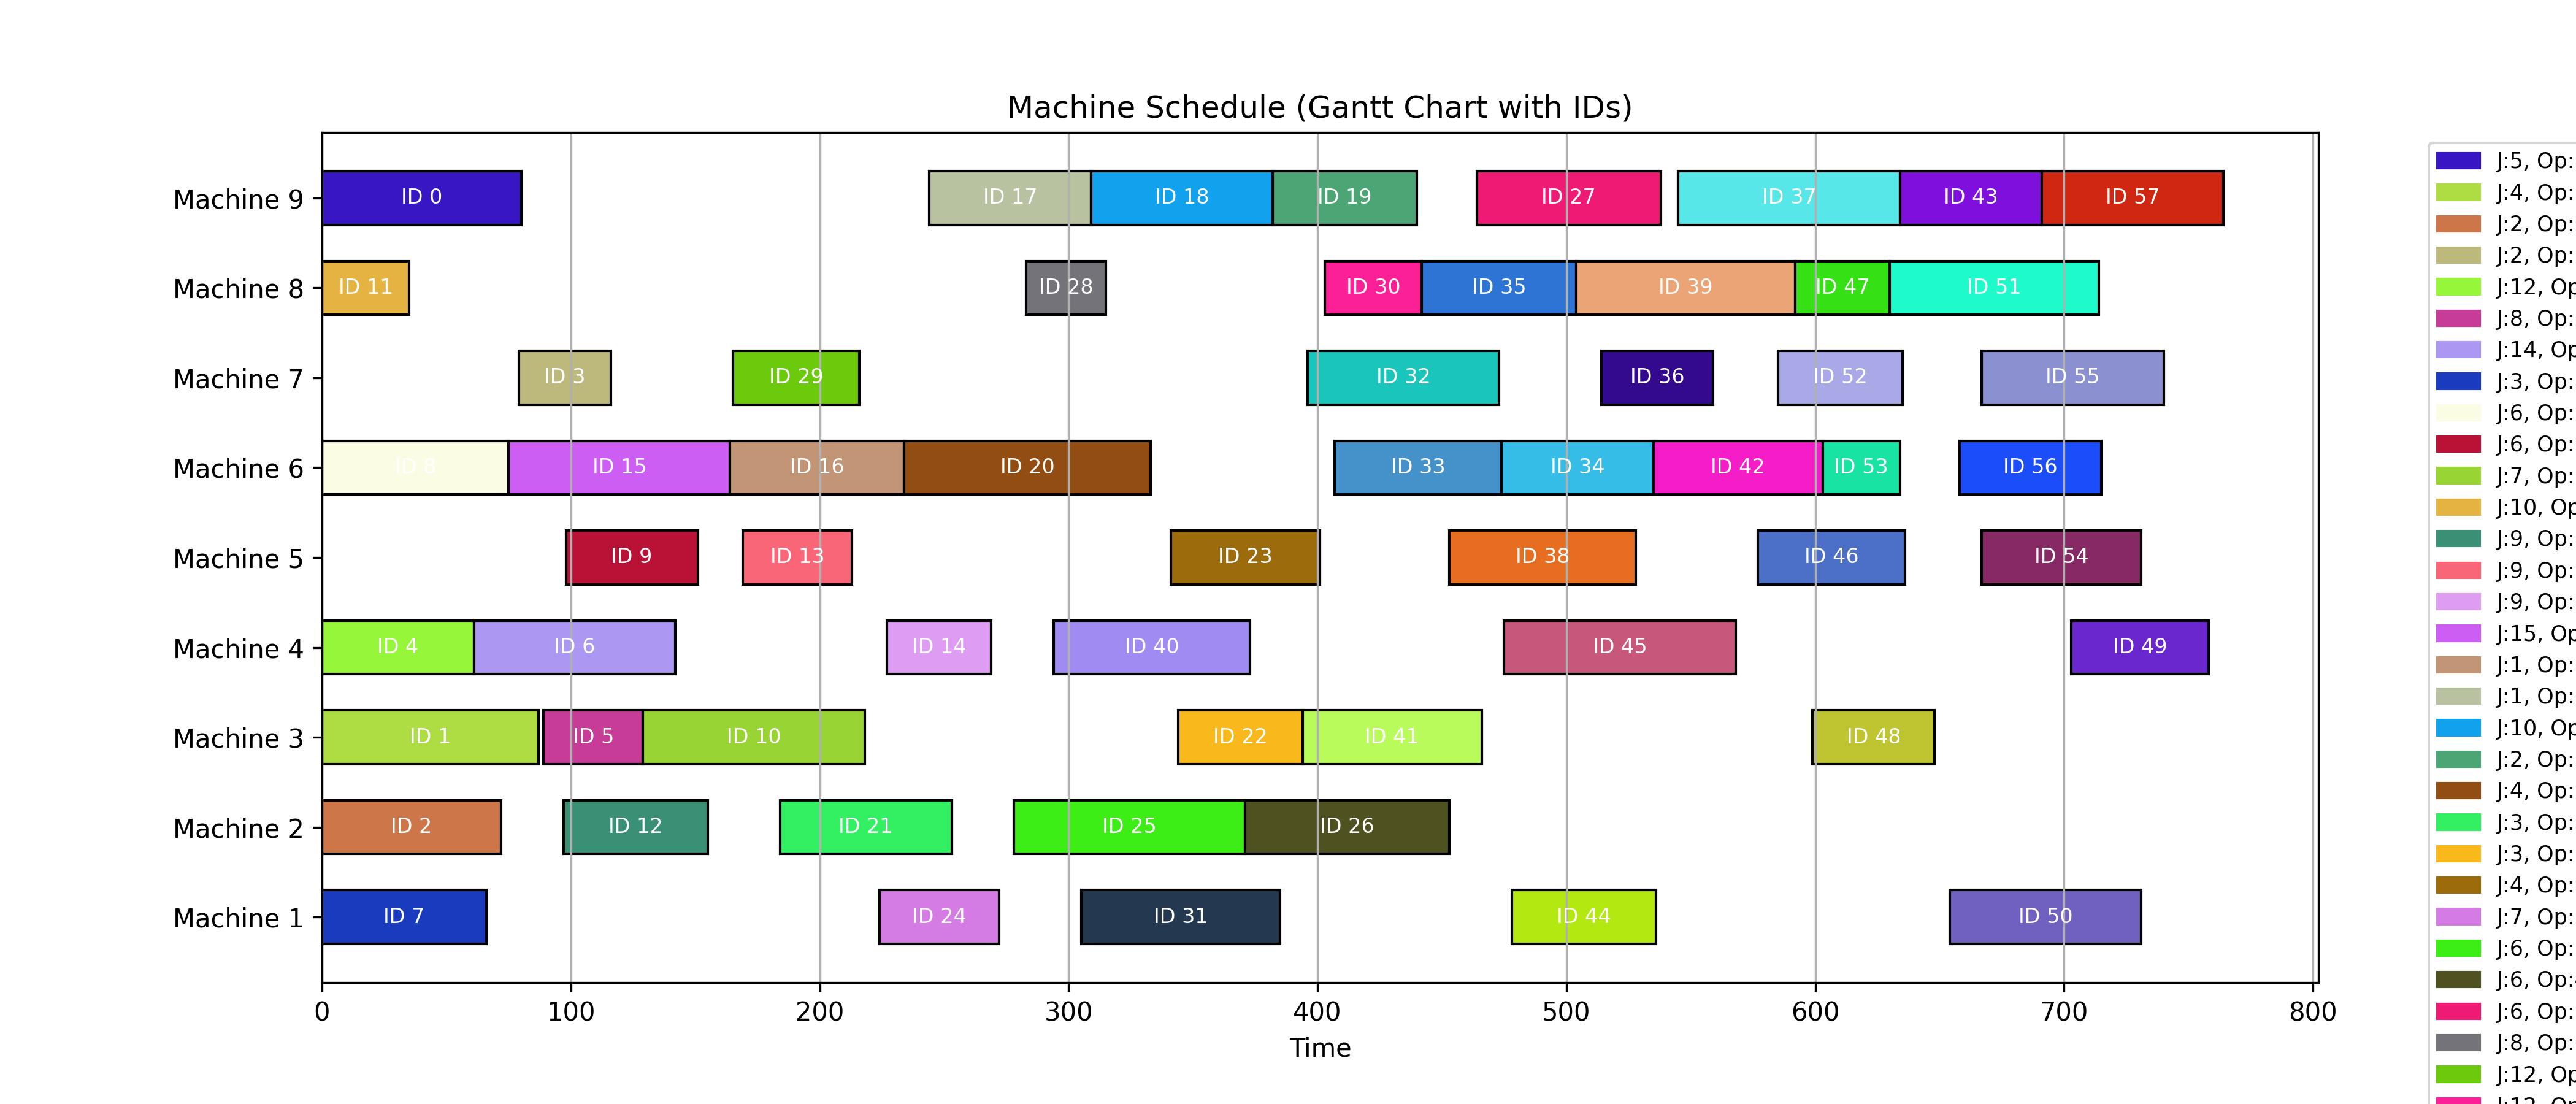 Machine Schedule (Gantt Chart with IDs)
Machine 9
ID 0
ID 17
ID 18
ID 19
ID 27
ID 37
ID 43
ID 57
Machine 8
ID 11
ID 28
ID 30
ID 35
ID 39
ID 47
ID 51
Machine 7
ID 3
ID 29
ID 32
ID 36
ID 52
ID 55
Machine 6
ID 8
ID 15
ID 16
ID 20
ID 33
ID 34
ID 42
ID 53
ID 56
Machine 5
ID 9
ID 13
ID 23
ID 38
ID 46
ID 54
Machine 4
ID 4
ID 6
ID 14
ID 40
ID 45
ID 49
Machine 3
ID 1
ID 5
ID 10
ID 22
ID 41
ID 48
Machine 2
ID 2
ID 12
ID 21
ID 25
ID 26
Machine 1
ID 7
ID 24
ID 31
ID 44
ID 50
0 100 200 300 400 500 600 700 800
Time
J:5, Op:
J:4, Op:
J:2, Op:
J:2, Op:
J:12, Op
J:8, Op:
J:14, Op
J:3, Op:
J:6, Op:
J:6, Op:
J:7, Op:
J:10, Op
J:9, Op:
J:9, Op:
J:9, Op:
J:15, Op
J:1, Op:
J:1, Op:
J:10, Op
J:2, Op:
J:4, Op:
J:3, Op:
J:3, Op:
J:4, Op:
J:7, Op:
J:6, Op:
J:6, Op:
J:6, Op:
J:8, Op:
J:12, Op